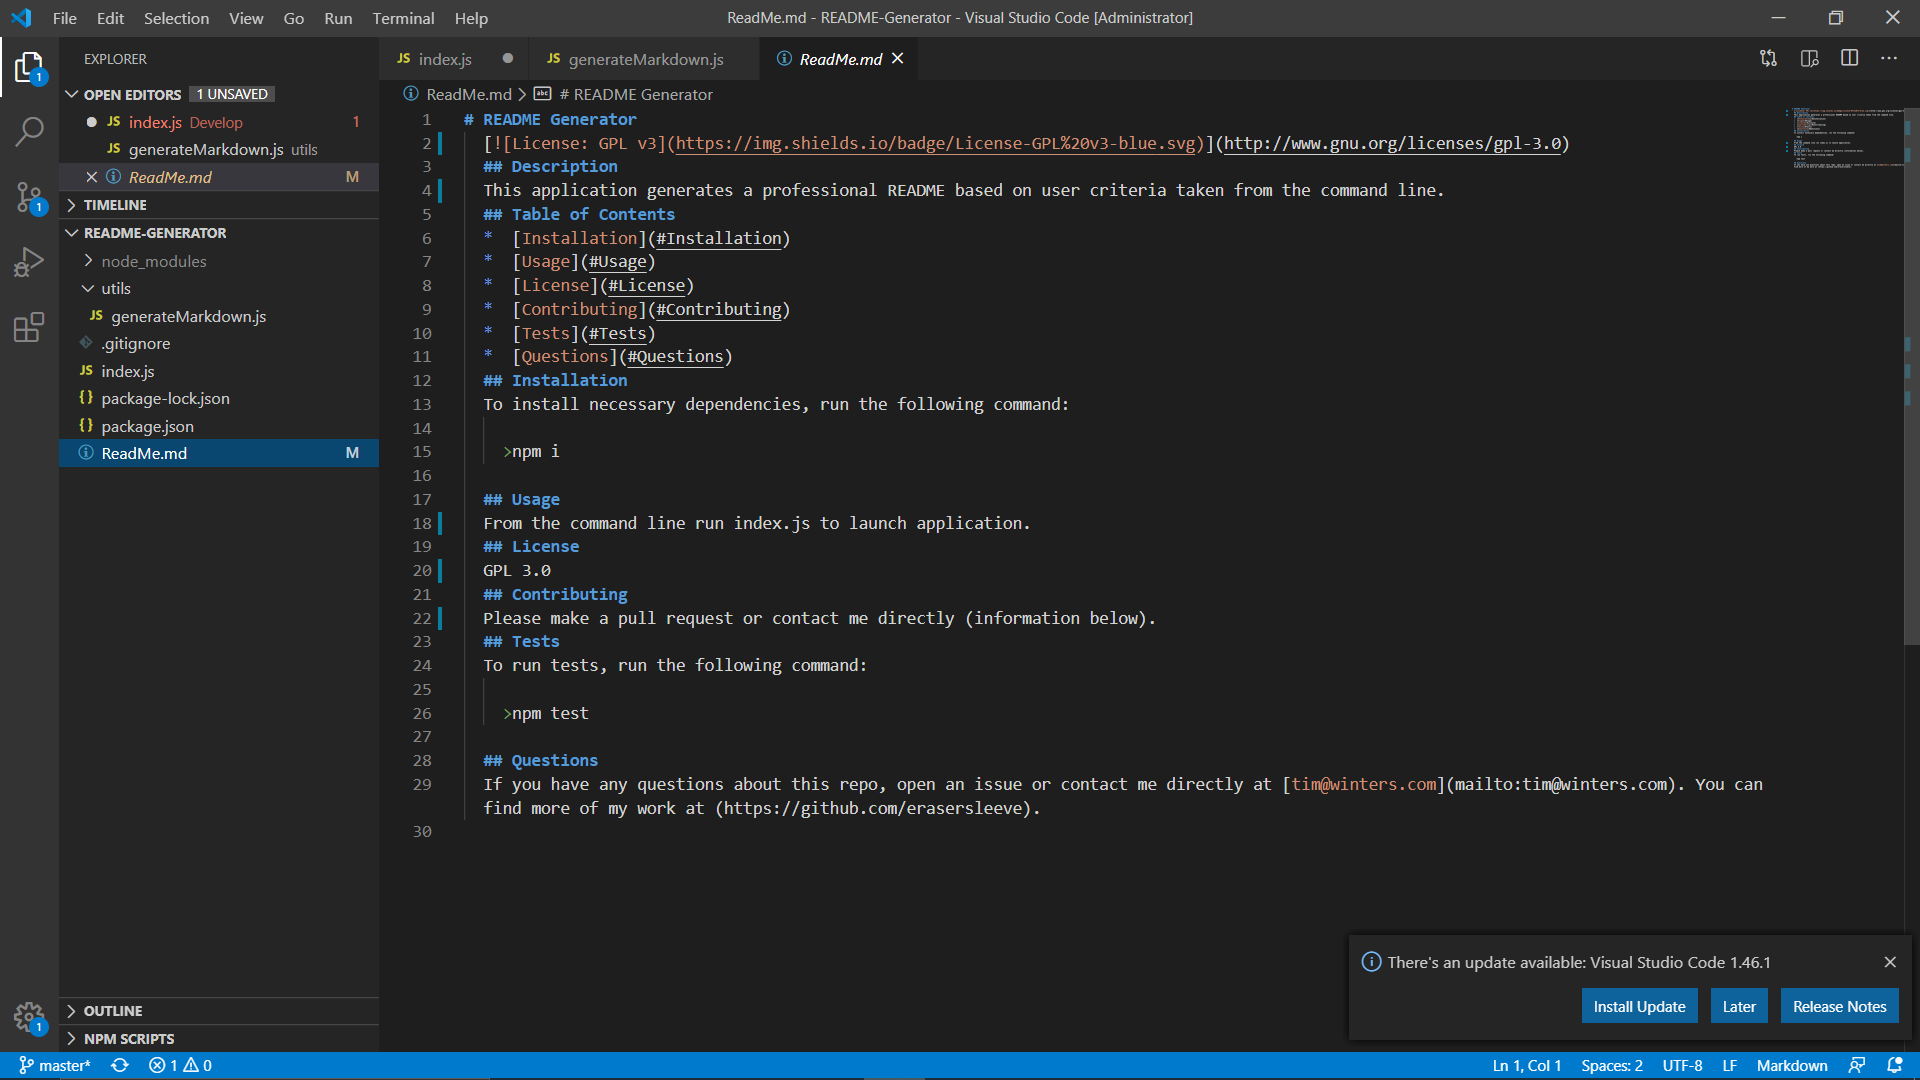 File Edit Selection View Go Run Terminal Help
ReadMe.md - README-Generator - Visual Studio Code [Administrator]
EXPLORER
OPEN EDITORS 1 UNSAVED
JS index.js Develop 1
JS generateMarkdown.js utils
ReadMe.md M
TIMELINE
README-GENERATOR
node_modules
utils
JS generateMarkdown.js
.gitignore
JS index.js
{} package-lock.json
{} package.json
ReadMe.md M
OUTLINE
NPM SCRIPTS
1
1
1
JS index.js
JS generateMarkdown.js
ReadMe.md
ReadMe.md > abc # README Generator
1 # README Generator
2 [![License: GPL v3](https://img.shields.io/badge/License-GPL%20v3-blue.svg)](http://www.gnu.org/licenses/gpl-3.0)
3 ## Description
4 This application generates a professional README based on user criteria taken from the command line.
5 ## Table of Contents
6 * [Installation](#Installation)
7 * [Usage](#Usage)
8 * [License](#License)
9 * [Contributing](#Contributing)
10 * [Tests](#Tests)
11 * [Questions](#Questions)
12 ## Installation
13 To install necessary dependencies, run the following command:
14
15 >npm i
16
17 ## Usage
18 From the command line run index.js to launch application.
19 ## License
20 GPL 3.0
21 ## Contributing
22 Please make a pull request or contact me directly (information below).
23 ## Tests
24 To run tests, run the following command:
25
26 >npm test
27
28 ## Questions
29 If you have any questions about this repo, open an issue or contact me directly at [tim@winters.com](mailto:tim@winters.com). You can
find more of my work at (https://github.com/erasersleeve).
30
There's an update available: Visual Studio Code 1.46.1
Install Update Later Release Notes
master* 1 0
Ln 1, Col 1 Spaces: 2 UTF-8 LF Markdown